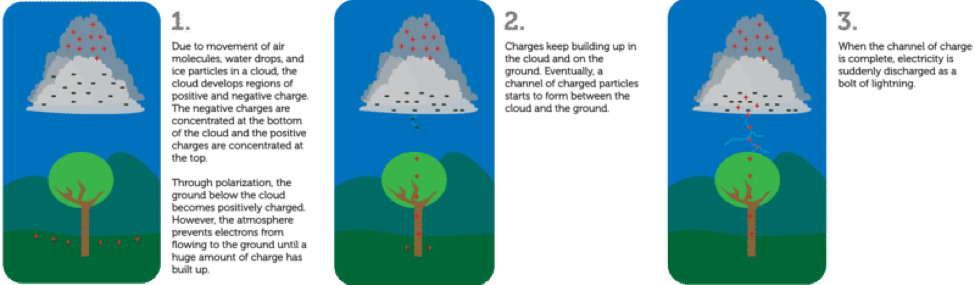 1.
Due to movement of air
molecules, water drops, and
ice particles in a cloud, the
cloud develops regions of
positive and negative charge.
The negative charges are
concentrated at the bottom
of the cloud and the positive
charges are concentrated at
the top.
Through polarization, the
ground below the cloud
becomes positively charged.
However, the atmosphere
prevents electrons from
flowing to the ground until a
huge amount of charge has
built up.
2.
Charges keep building up in
the cloud and on the
ground. Eventually, a
channel of charged particles
starts to form between the
cloud and the ground.
3.
When the channel of charge
is complete, electricity is
suddenly discharged as a
bolt of lightning.